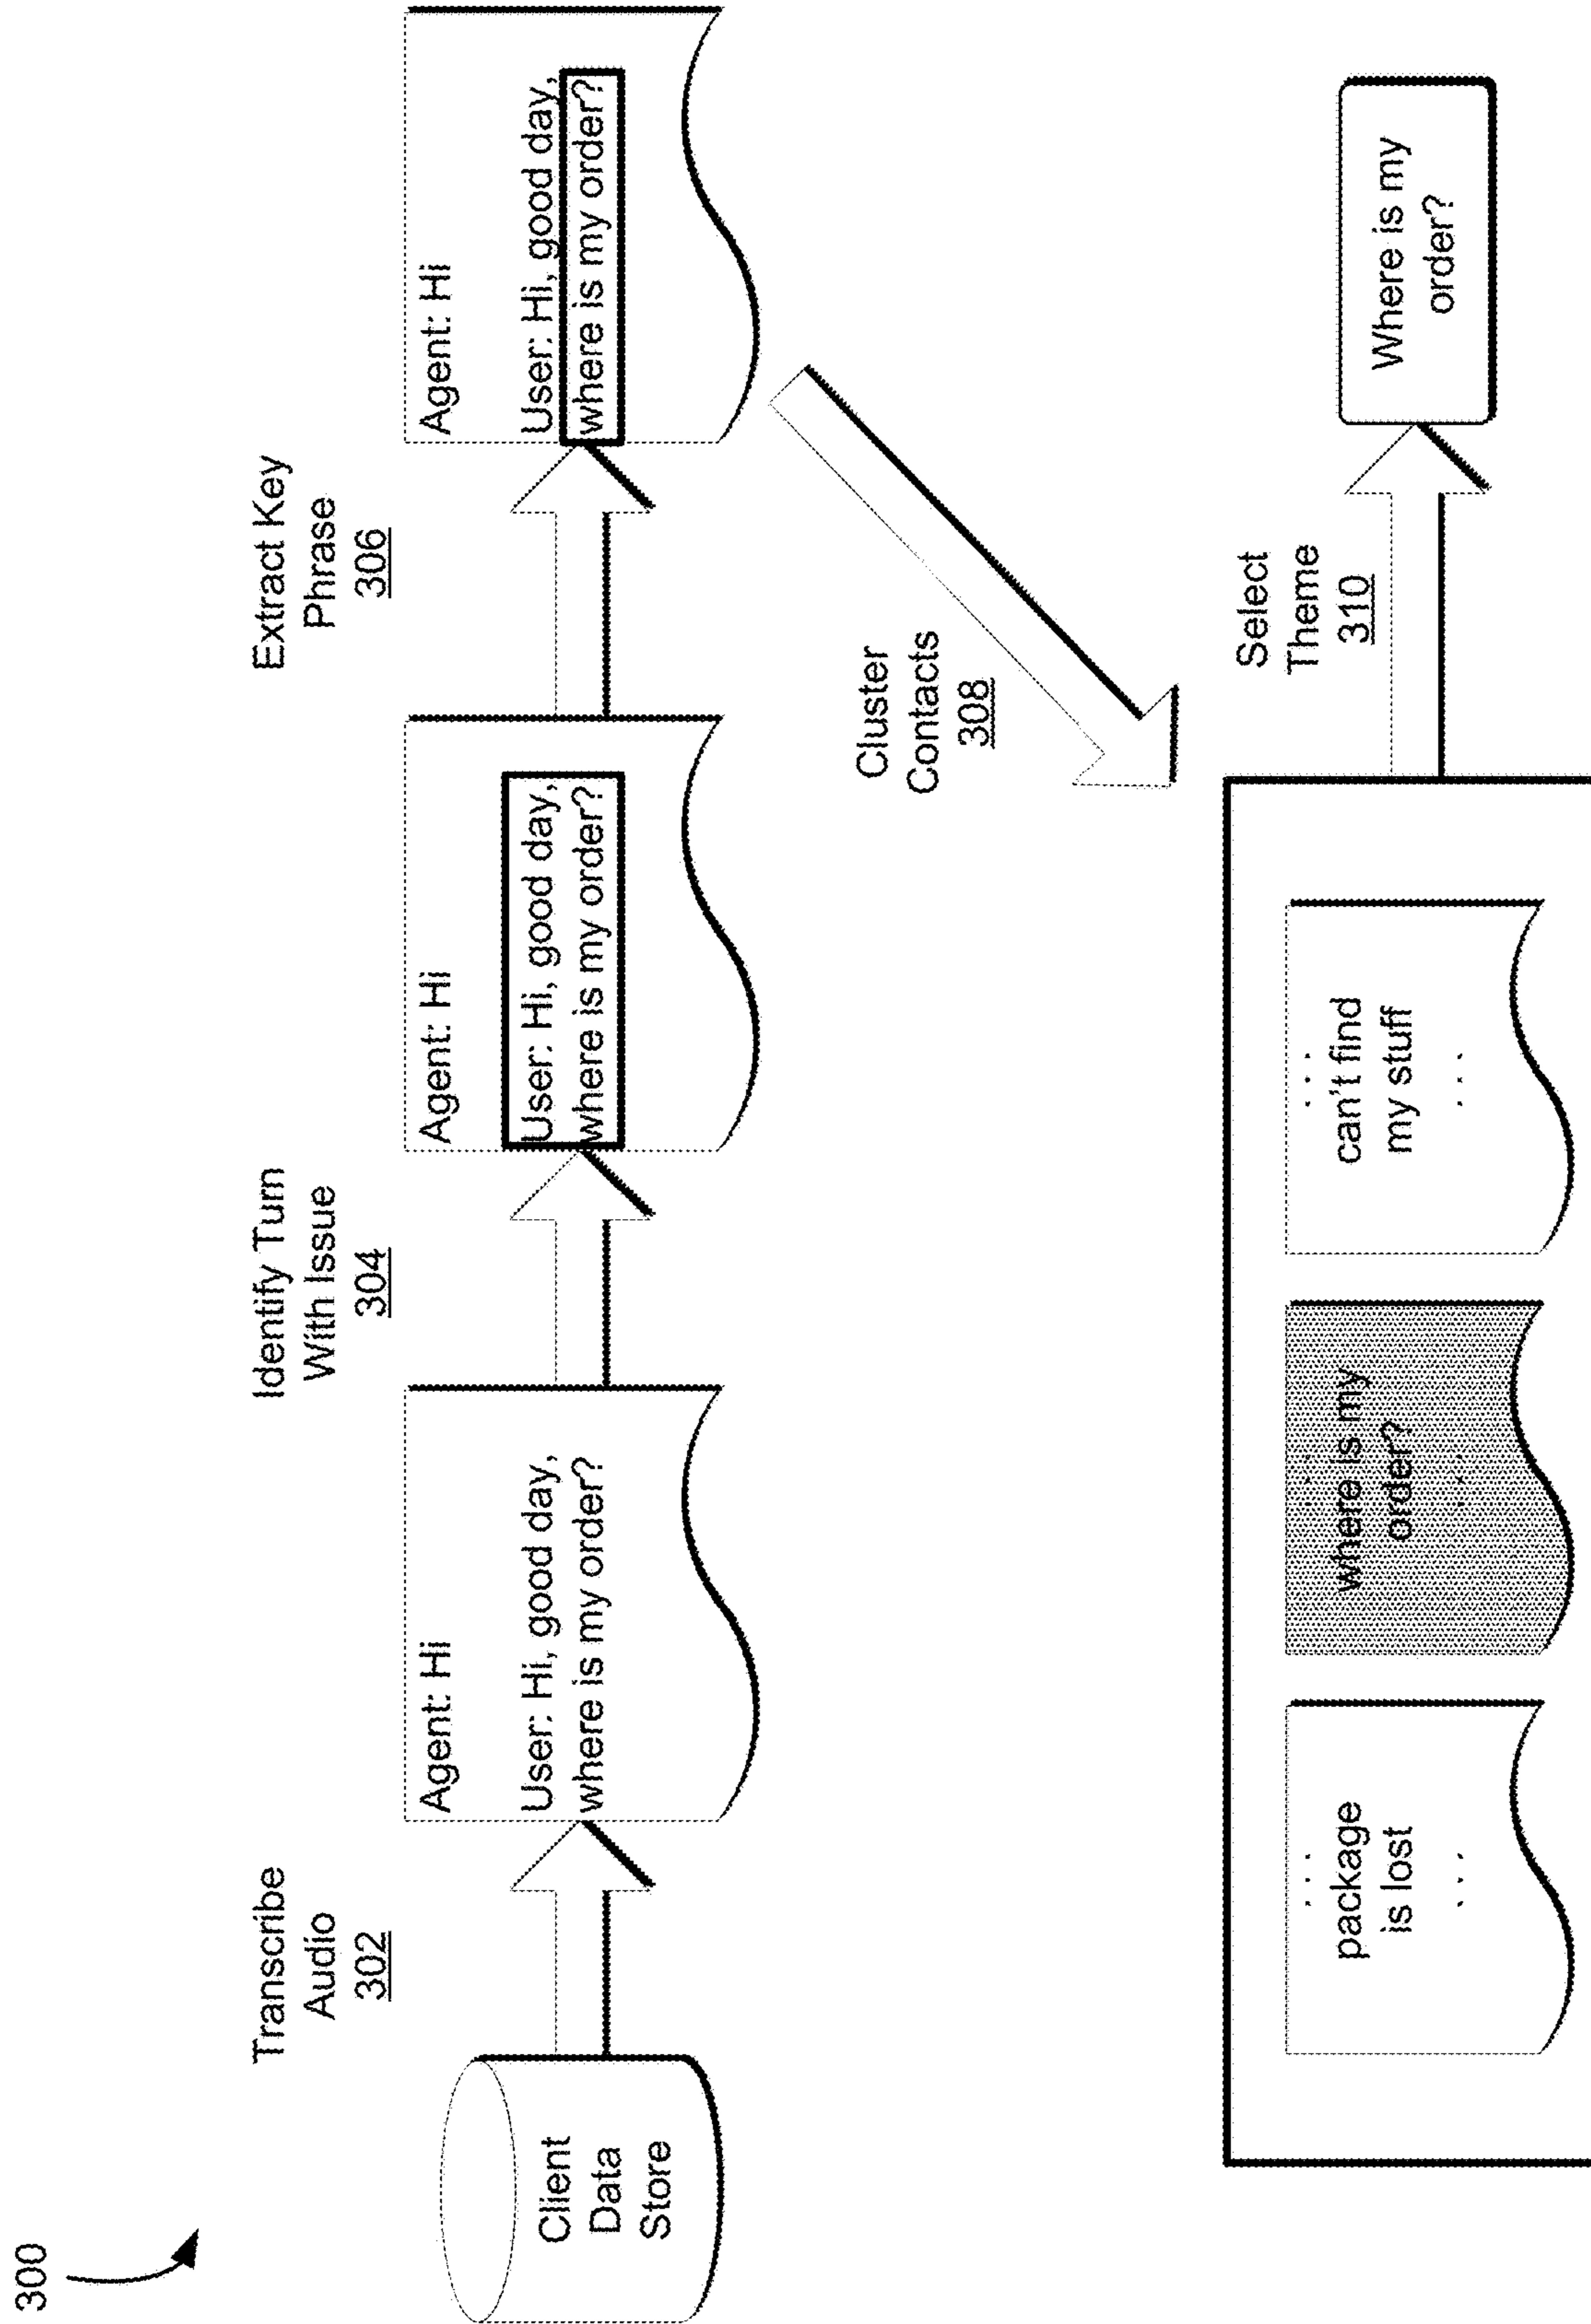 300
Transcribe
Audio
302
Identify Turn
With Issue
304
Extract Key
Phrase
306
Client
Data
Store
Agent: Hi
User: Hi, good day,
where is my order?
Agent: Hi
User: Hi, good day,
where is my order?
Agent: Hi
User: Hi, good day,
where is my order?
Cluster
Contacts
308
Select
Theme
310
. . .
package
is lost
. . .
. . .
where is my
order?
. . .
. . .
can't find
my stuff
. . .
Where is my
order?